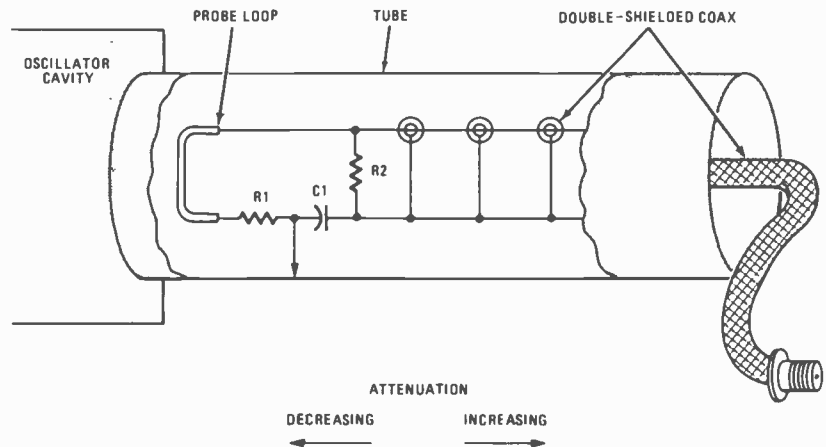 PROBE LOOP
TUBE
DOUBLE-SHIELDED COAX
OSCILLATOR
CAVITY
R1
C1
R2
ATTENUATION
DECREASING
INCREASING